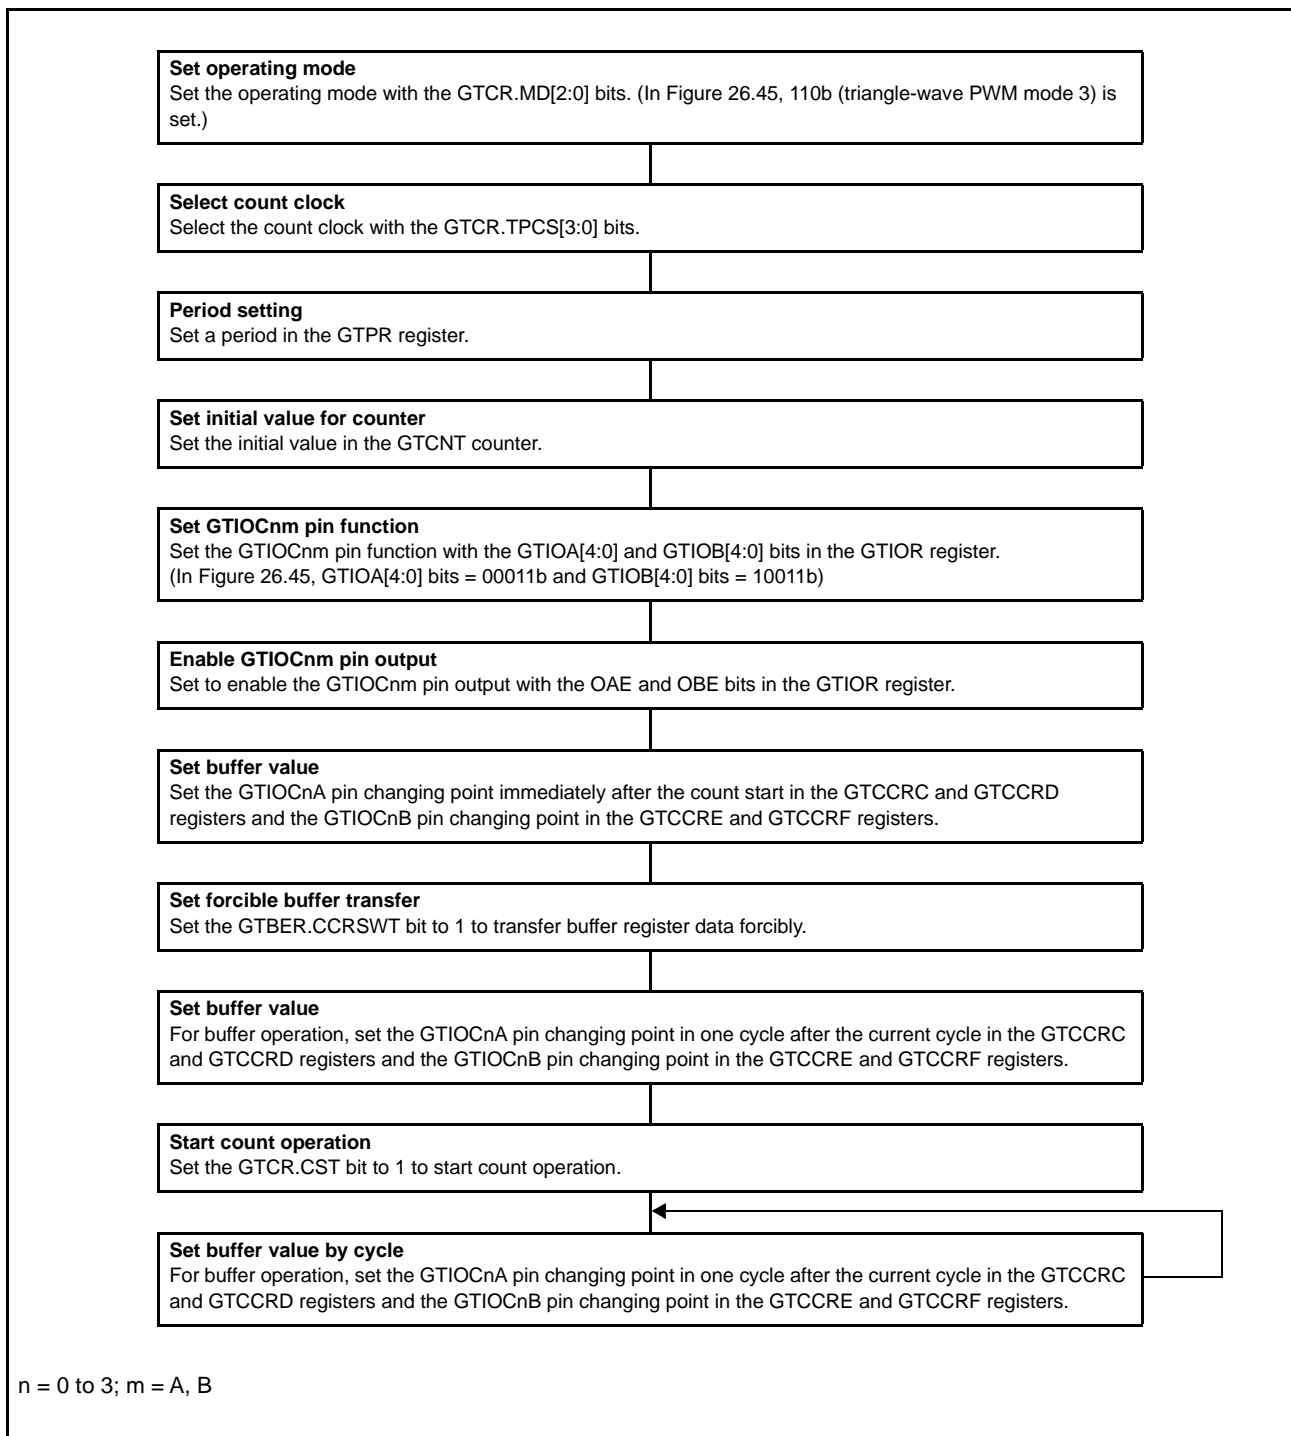 Set operating mode
Set the operating mode with the GTCR.MD[2:0] bits. (In Figure 26.45, 110b (triangle-wave PWM mode 3) is
set.)
Select count clock
Select the count clock with the GTCR.TPCS[3:0] bits.
Period setting
Set a period in the GTPR register.
Set initial value for counter
Set the initial value in the GTCNT counter.
Set GTIOCnm pin function
Set the GTIOCnm pin function with the GTIOA[4:0] and GTIOB[4:0] bits in the GTIOR register.
(In Figure 26.45, GTIOA[4:0] bits = 00011b and GTIOB[4:0] bits = 10011b)
Enable GTIOCnm pin output
Set to enable the GTIOCnm pin output with the OAE and OBE bits in the GTIOR register.
Set buffer value
Set the GTIOCnA pin changing point immediately after the count start in the GTCCRC and GTCCRD
registers and the GTIOCnB pin changing point in the GTCCRE and GTCCRF registers.
Set forcible buffer transfer
Set the GTBER.CCRSWT bit to 1 to transfer buffer register data forcibly.
Set buffer value
For buffer operation, set the GTIOCnA pin changing point in one cycle after the current cycle in the GTCCRC
and GTCCRD registers and the GTIOCnB pin changing point in the GTCCRE and GTCCRF registers.
Start count operation
Set the GTCR.CST bit to 1 to start count operation.
Set buffer value by cycle
For buffer operation, set the GTIOCnA pin changing point in one cycle after the current cycle in the GTCCRC
and GTCCRD registers and the GTIOCnB pin changing point in the GTCCRE and GTCCRF registers.
n = 0 to 3; m = A, B